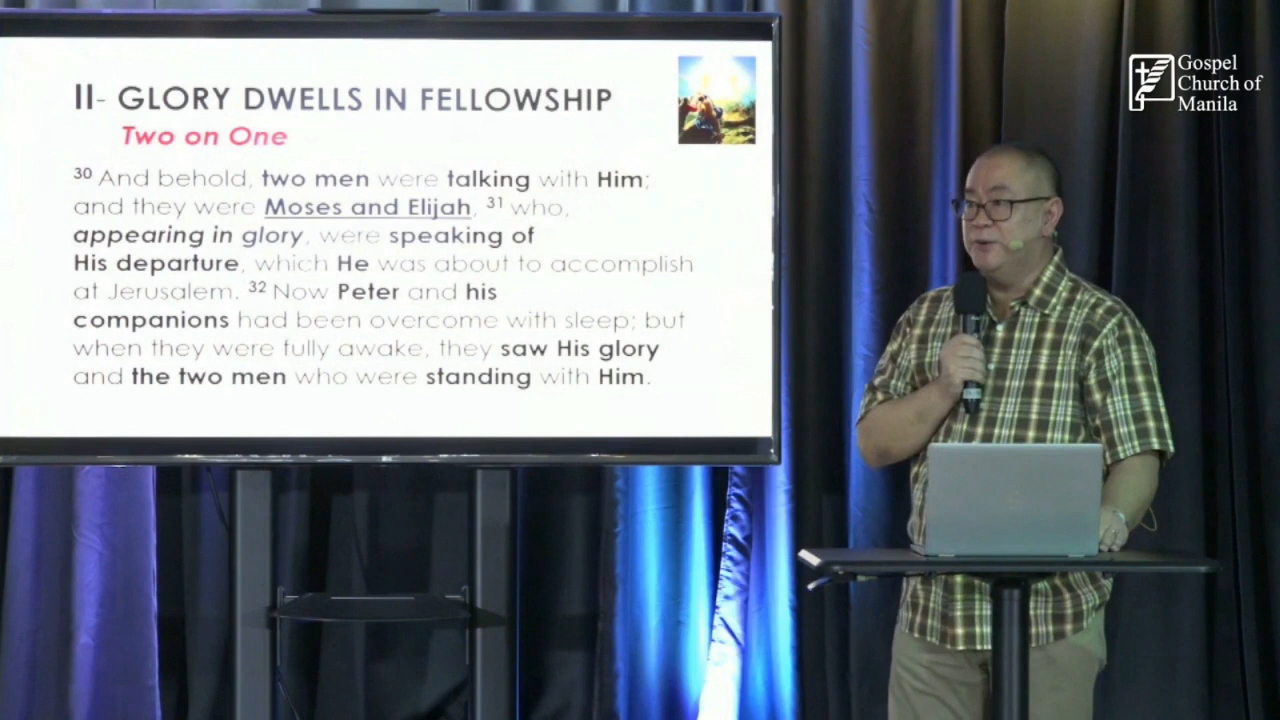 II- GLORY DWELLS IN FELLOWSHIP
Two on One
30 And behold, two men were talking with Him;
and they were Moses and Elijah, 31 who,
appearing in glory, were speaking of
His departure, which He was about to accomplish
at Jerusalem. 32 Now Peter and his
companions had been overcome with sleep; but
when they were fully awake, they saw His glory
and the two men who were standing with Him.
Gospel
Church of
Manila